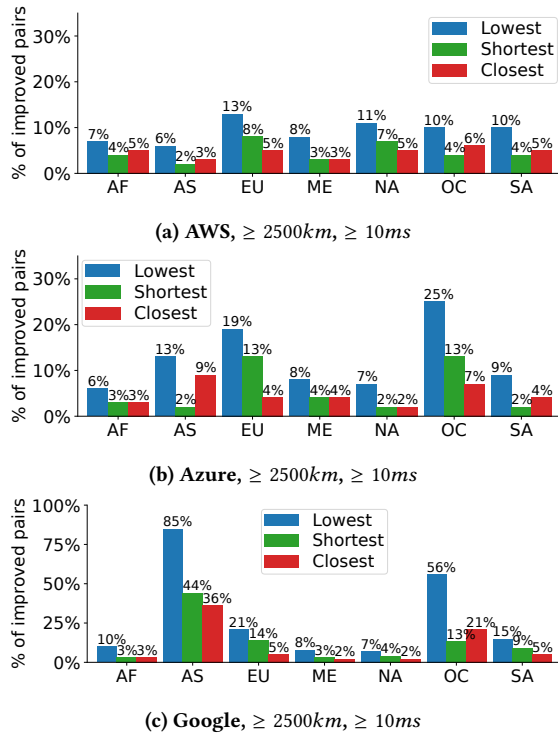 % of improved pairs
30%
20%
10%
0%
Lowest
Shortest
Closest
7% 4% 5% 6% 2% 3% 13% 8% 5% 8% 3% 3% 11% 7% 5% 10% 4% 6% 10% 4% 5%
AF AS EU ME NA OC SA
(a) AWS, ≥ 2500km, ≥ 10ms
% of improved pairs
30%
20%
10%
0%
Lowest
Shortest
Closest
6% 3% 3% 13% 2% 9% 19% 13% 4% 8% 4% 4% 7% 2% 2% 25% 13% 7% 9% 2% 4%
AF AS EU ME NA OC SA
(b) Azure, ≥ 2500km, ≥ 10ms
% of improved pairs
100%
75%
50%
25%
0%
Lowest
Shortest
Closest
10% 3% 3% 85% 44% 36% 21% 14% 5% 8% 3% 2% 7% 4% 2% 56% 13% 21% 15% 9% 5%
AF AS EU ME NA OC SA
(c) Google, ≥ 2500km, ≥ 10ms